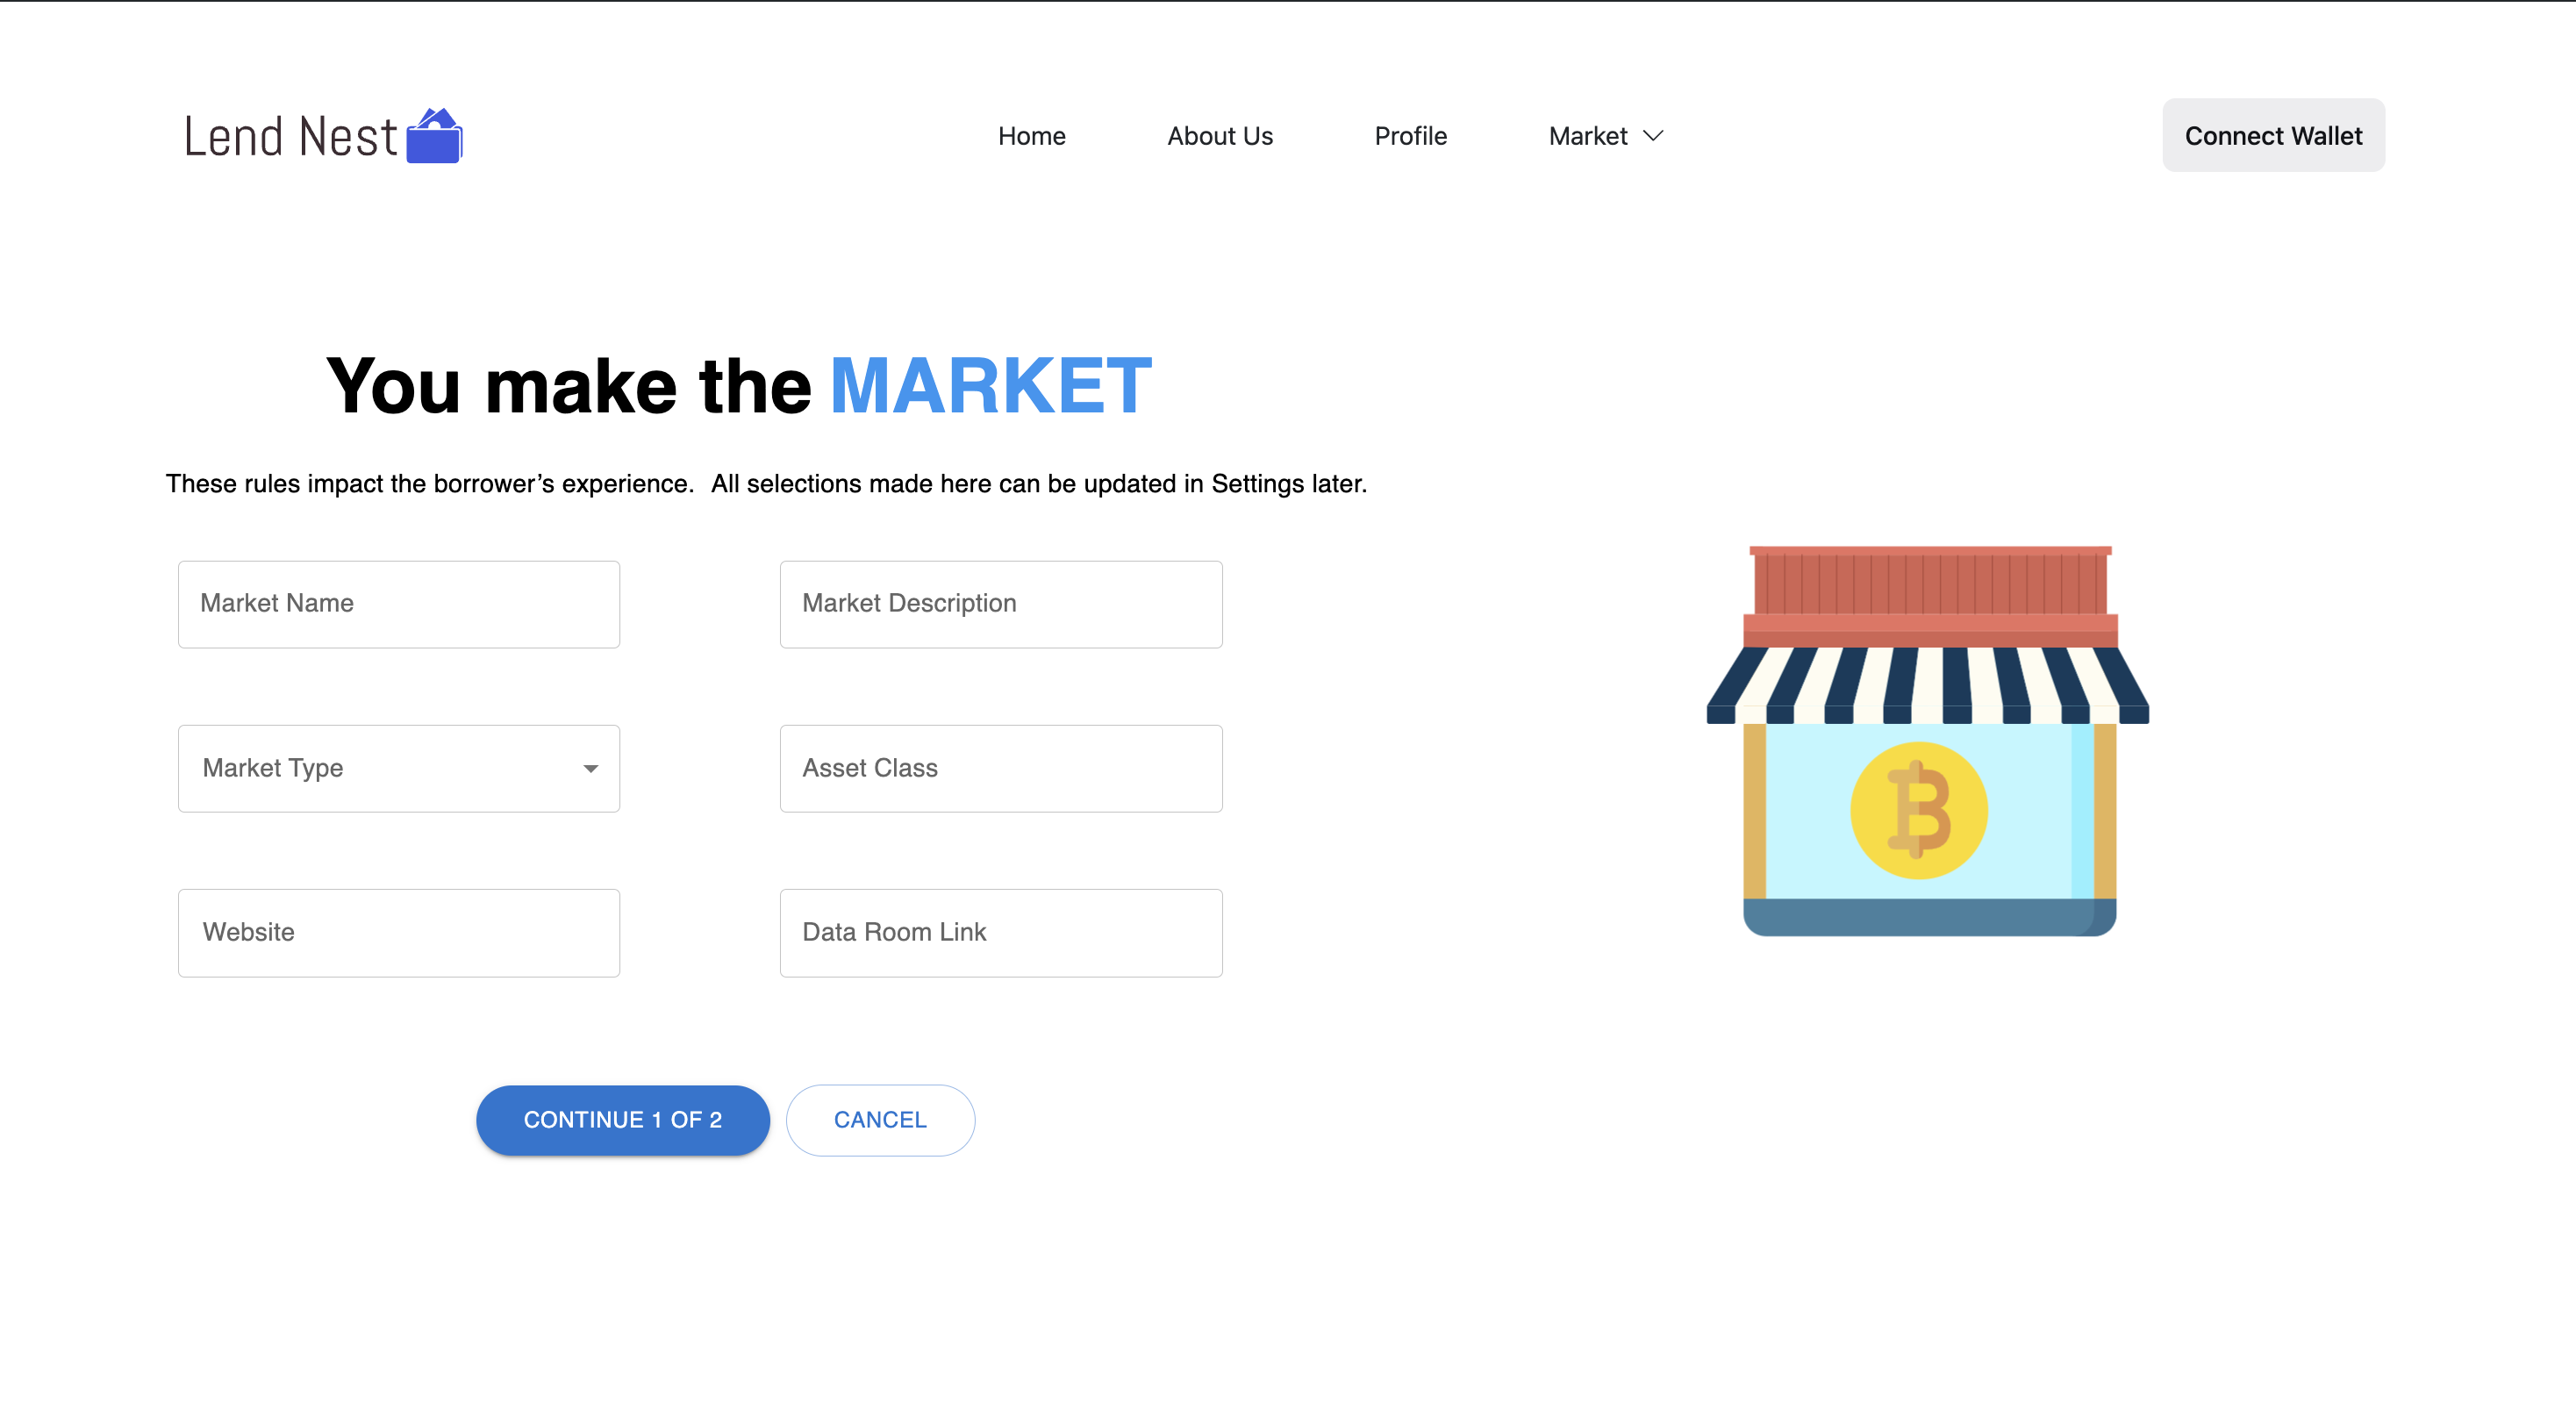 Lend Nest
Home About Us Profile Market
Connect Wallet
You make the MARKET
These rules impact the borrower’s experience.  All selections made here can be updated in Settings later.
Market Name
Market Description
Market Type
Asset Class
Website
Data Room Link
CONTINUE 1 OF 2
CANCEL